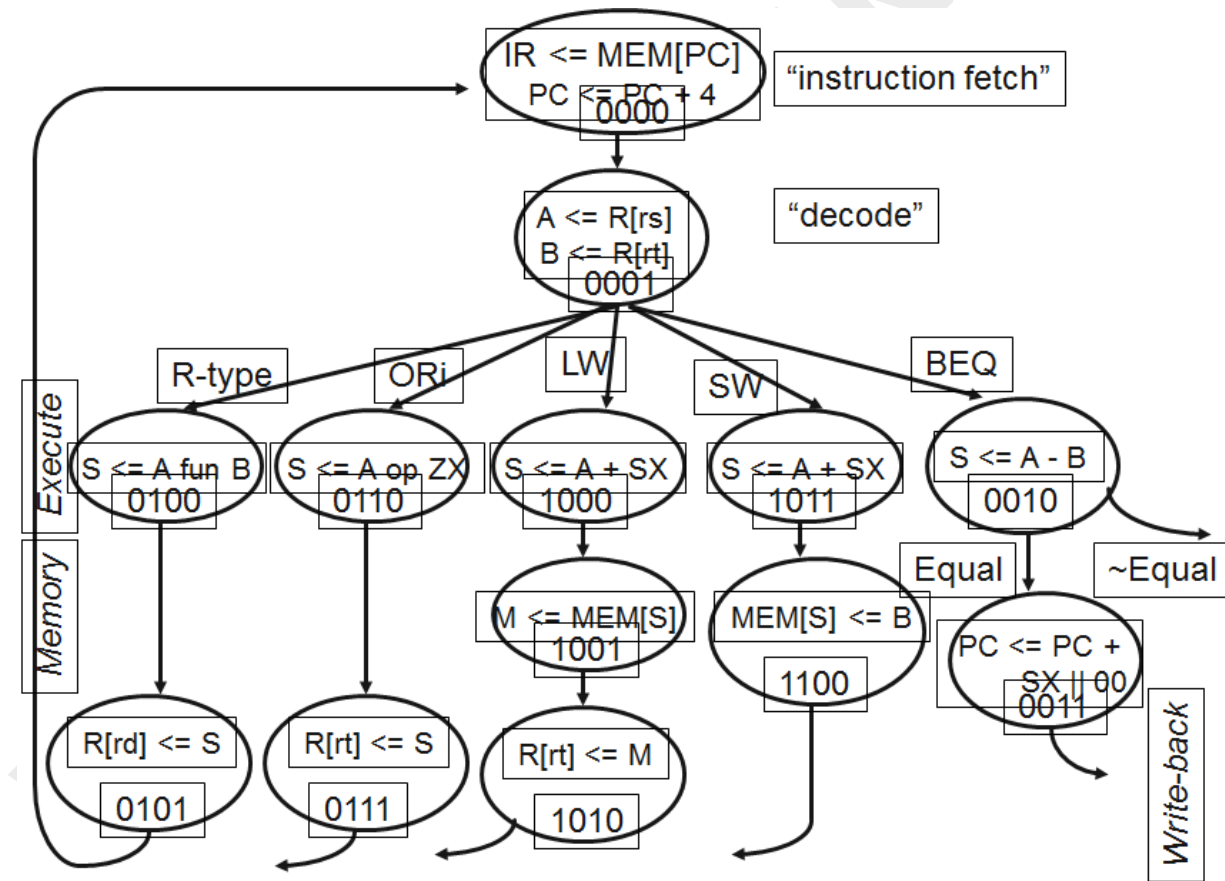 IR <= MEM[PC]
PC <= PC + 4
0000
“instruction fetch”
A <= R[rs]
B <= R[rt]
0001
“decode”
R-type
ORi
LW
SW
BEQ
Execute
S <= A fun B
0100
S <= A op ZX
0110
S <= A + SX
1000
S <= A + SX
1011
S <= A - B
0010
Equal
~Equal
Memory
M <= MEM[S]
1001
MEM[S] <= B
1100
PC <= PC +
SX || 00
0011
R[rd] <= S
0101
R[rt] <= S
0111
R[rt] <= M
1010
Write-back